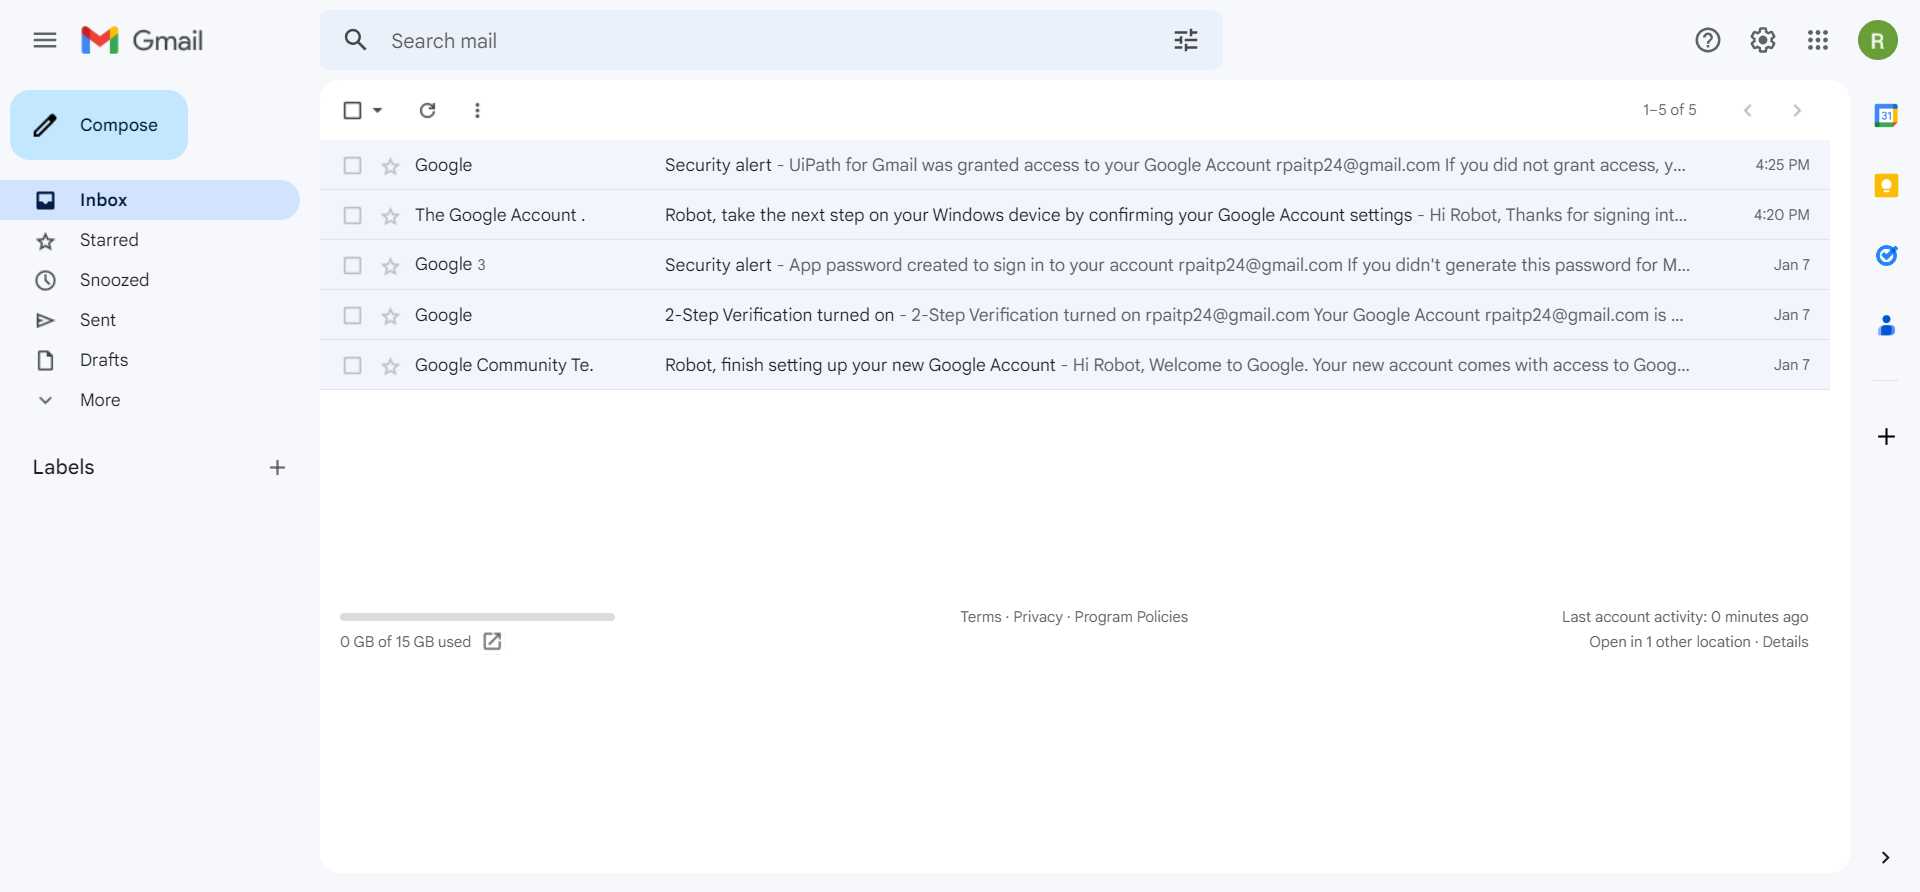 Gmail
Search mail
R
Compose
1–5 of 5
31
Inbox
Starred
Snoozed
Sent
Drafts
More
Labels
Google Security alert - UiPath for Gmail was granted access to your Google Account rpaitp24@gmail.com If you did not grant access, y... 4:25 PM
The Google Account . Robot, take the next step on your Windows device by confirming your Google Account settings - Hi Robot, Thanks for signing int... 4:20 PM
Google 3 Security alert - App password created to sign in to your account rpaitp24@gmail.com If you didn't generate this password for M... Jan 7
Google 2-Step Verification turned on - 2-Step Verification turned on rpaitp24@gmail.com Your Google Account rpaitp24@gmail.com is ... Jan 7
Google Community Te. Robot, finish setting up your new Google Account - Hi Robot, Welcome to Google. Your new account comes with access to Goog... Jan 7
0 GB of 15 GB used
Terms · Privacy · Program Policies
Last account activity: 0 minutes ago
Open in 1 other location · Details